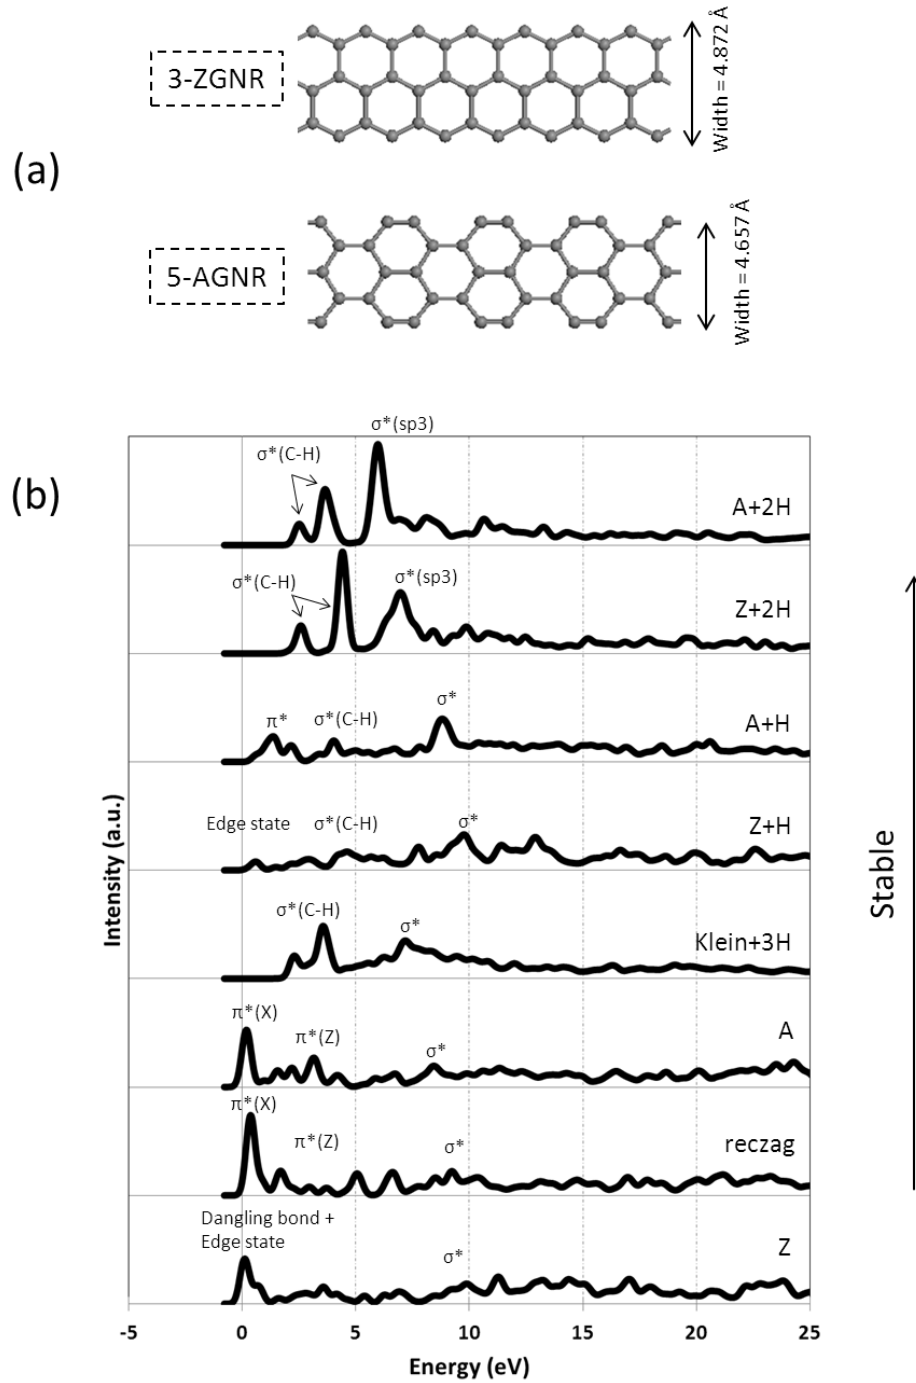 3-ZGNR
Width = 4.872 Å
(a)
5-AGNR
Width = 4.657 Å
(b)
σ*(sp3)
σ*(C-H)
A+2H
σ*(C-H)
σ*(sp3)
Z+2H
π*
σ*(C-H)
σ*
A+H
Edge state
σ*(C-H)
σ*
Z+H
σ*(C-H)
σ*
Klein+3H
π*(X)
π*(Z)
σ*
A
π*(X)
π*(Z)
σ*
reczag
Dangling bond +
Edge state
σ*
Z
Intensity (a.u.)
Stable
-5 0 5 10 15 20 25
Energy (eV)